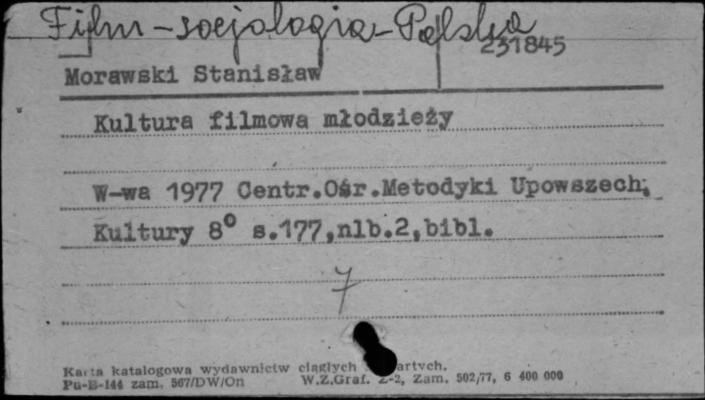 Film-socjologia-Polska
231845
Morawski Stanisław
Kultura filmowa młodzieży
W-wa 1977 Centr.Ośr.Metodyki Upowszech.
Kultury 8° s.177,nlb.2,bibl.
7
Karta katalogowa wydawnictw ciągłych artych.
Pu-B-144 zam. 567/DW/On W.Z.Graf. Z-2, Zam. 502/77, 6 400 000